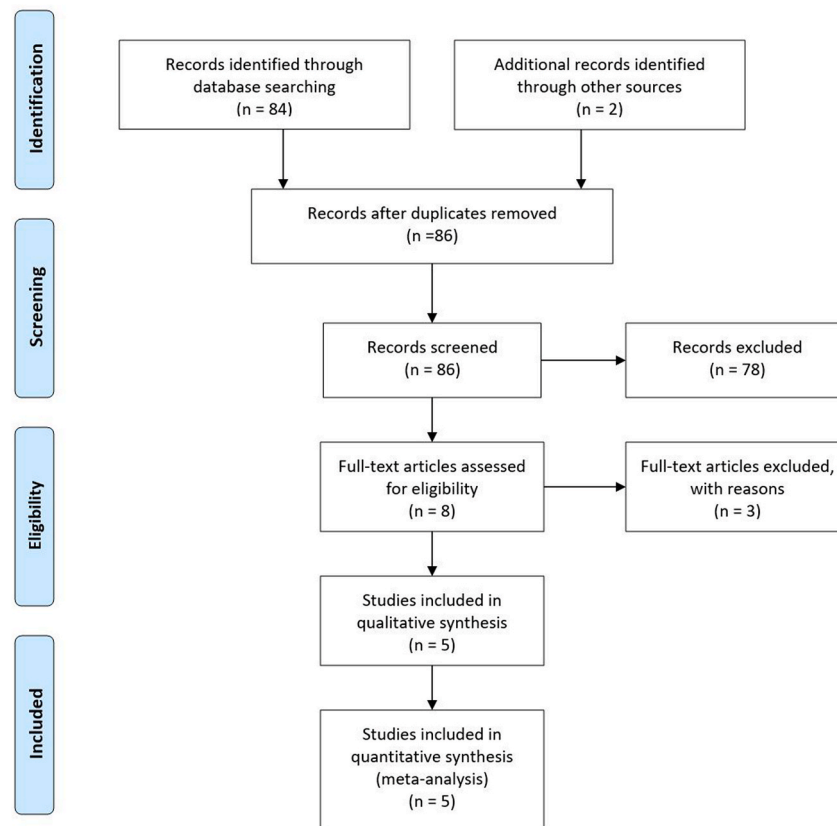 Identification
Records identified through
database searching
(n = 84)
Additional records identified
through other sources
(n = 2)
Records after duplicates removed
(n =86)
Screening
Records screened
(n = 86)
Records excluded
(n = 78)
Eligibility
Full-text articles assessed
for eligibility
(n = 8)
Full-text articles excluded,
with reasons
(n = 3)
Studies included in
qualitative synthesis
(n = 5)
Included
Studies included in
quantitative synthesis
(meta-analysis)
(n = 5)